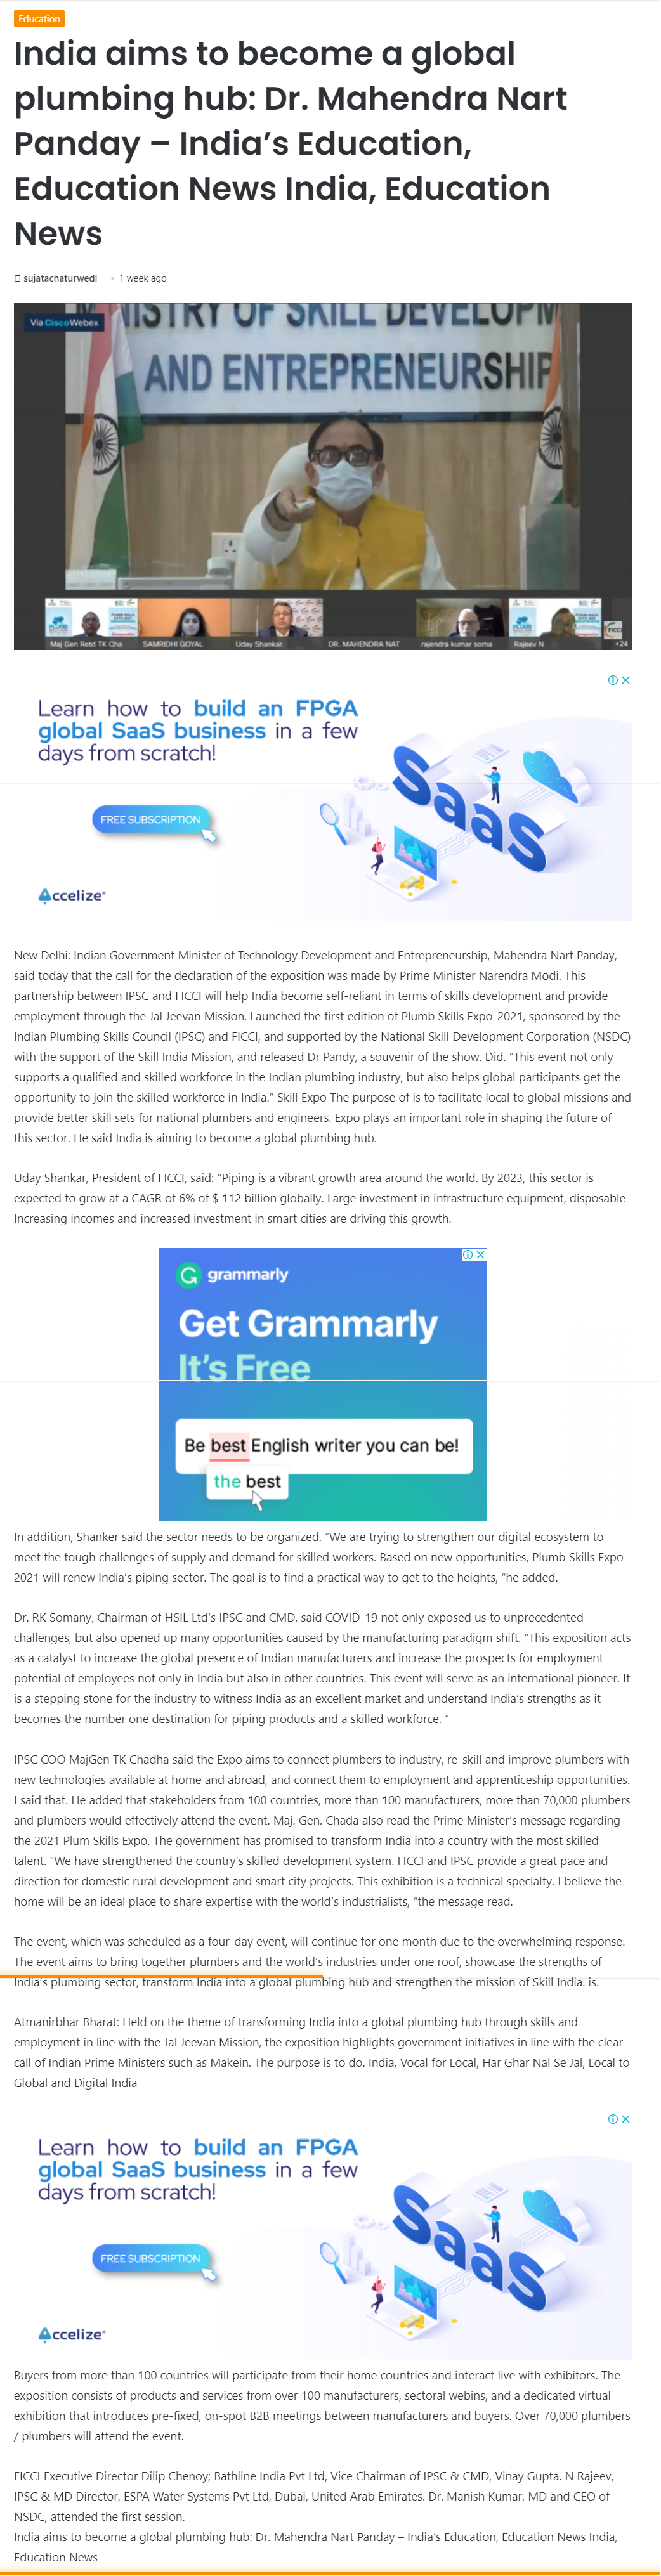 Education
India aims to become a global
plumbing hub: Dr. Mahendra Nart
Panday – India's Education,
Education News India, Education
News
sujatachaturwedi
1 week ago
Via Cisco Webex
NISTRY OF SKILL DEVELOPM
AND ENTREPRENEURSHIP
Maj Gen Retd TK Cha
SAMRIDHI GOYAL
Uday Shankar
DR. MAHENDRA NAT
rajendra kumar soma
Rajeev N
FICCI
+24
Learn how to build an FPGA
global SaaS business in a few
days from scratch!
FREE SUBSCRIPTION
SaaS
Accelize
New Delhi: Indian Government Minister of Technology Development and Entrepreneurship, Mahendra Nart Panday,
said today that the call for the declaration of the exposition was made by Prime Minister Narendra Modi. This
partnership between IPSC and FICCI will help India become self-reliant in terms of skills development and provide
employment through the Jal Jeevan Mission. Launched the first edition of Plumb Skills Expo-2021, sponsored by the
Indian Plumbing Skills Council (IPSC) and FICCI, and supported by the National Skill Development Corporation (NSDC)
with the support of the Skill India Mission, and released Dr Pandy, a souvenir of the show. Did. "This event not only
supports a qualified and skilled workforce in the Indian plumbing industry, but also helps global participants get the
opportunity to join the skilled workforce in India." Skill Expo The purpose of is to facilitate local to global missions and
provide better skill sets for national plumbers and engineers. Expo plays an important role in shaping the future of
this sector. He said India is aiming to become a global plumbing hub.
Uday Shankar, President of FICCI, said: "Piping is a vibrant growth area around the world. By 2023, this sector is
expected to grow at a CAGR of 6% of $ 112 billion globally. Large investment in infrastructure equipment, disposable
Increasing incomes and increased investment in smart cities are driving this growth.
grammarly
Get Grammarly
It's Free
Be best English writer you can be!
the best
In addition, Shanker said the sector needs to be organized. "We are trying to strengthen our digital ecosystem to
meet the tough challenges of supply and demand for skilled workers. Based on new opportunities, Plumb Skills Expo
2021 will renew India's piping sector. The goal is to find a practical way to get to the heights, "he added.
Dr. RK Somany, Chairman of HSIL Ltd's IPSC and CMD, said COVID-19 not only exposed us to unprecedented
challenges, but also opened up many opportunities caused by the manufacturing paradigm shift. "This exposition acts
as a catalyst to increase the global presence of Indian manufacturers and increase the prospects for employment
potential of employees not only in India but also in other countries. This event will serve as an international pioneer. It
is a stepping stone for the industry to witness India as an excellent market and understand India's strengths as it
becomes the number one destination for piping products and a skilled workforce. "
IPSC COO MajGen TK Chadha said the Expo aims to connect plumbers to industry, re-skill and improve plumbers with
new technologies available at home and abroad, and connect them to employment and apprenticeship opportunities.
I said that. He added that stakeholders from 100 countries, more than 100 manufacturers, more than 70,000 plumbers
and plumbers would effectively attend the event. Maj. Gen. Chada also read the Prime Minister's message regarding
the 2021 Plum Skills Expo. The government has promised to transform India into a country with the most skilled
talent. "We have strengthened the country's skilled development system. FICCI and IPSC provide a great pace and
direction for domestic rural development and smart city projects. This exhibition is a technical specialty. I believe the
home will be an ideal place to share expertise with the world's industrialists, "the message read.
The event, which was scheduled as a four-day event, will continue for one month due to the overwhelming response.
The event aims to bring together plumbers and the world's industries under one roof, showcase the strengths of
India's plumbing sector, transform India into a global plumbing hub and strengthen the mission of Skill India. is.
Atmanirbhar Bharat: Held on the theme of transforming India into a global plumbing hub through skills and
employment in line with the Jal Jeevan Mission, the exposition highlights government initiatives in line with the clear
call of Indian Prime Ministers such as Makein. The purpose is to do. India, Vocal for Local, Har Ghar Nal Se Jal, Local to
Global and Digital India
Learn how to build an FPGA
global SaaS business in a few
days from scratch!
FREE SUBSCRIPTION
SaaS
Accelize
Buyers from more than 100 countries will participate from their home countries and interact live with exhibitors. The
exposition consists of products and services from over 100 manufacturers, sectoral webins, and a dedicated virtual
exhibition that introduces pre-fixed, on-spot B2B meetings between manufacturers and buyers. Over 70,000 plumbers
/ plumbers will attend the event.
FICCI Executive Director Dilip Chenoy; Bathline India Pvt Ltd, Vice Chairman of IPSC & CMD, Vinay Gupta. N Rajeev,
IPSC & MD Director, ESPA Water Systems Pvt Ltd, Dubai, United Arab Emirates. Dr. Manish Kumar, MD and CEO of
NSDC, attended the first session.
India aims to become a global plumbing hub: Dr. Mahendra Nart Panday – India's Education, Education News India,
Education News